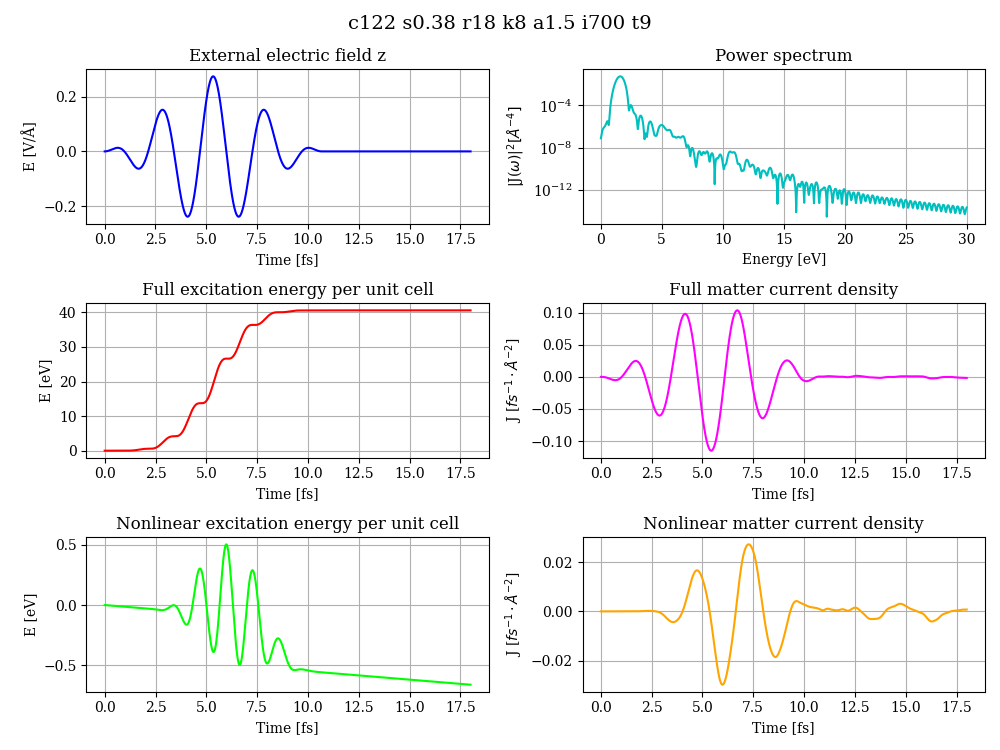 c122 s0.38 r18 k8 a1.5 i700 t9
External electric field z
E [V/Å]
0.2
0.0
−0.2
0.0 2.5 5.0 7.5 10.0 12.5 15.0 17.5
Time [fs]
Power spectrum
|J(ω)|² [Å⁻⁴]
10⁻⁴
10⁻⁸
10⁻¹²
0 5 10 15 20 25 30
Energy [eV]
Full excitation energy per unit cell
E [eV]
40
30
20
10
0
0.0 2.5 5.0 7.5 10.0 12.5 15.0 17.5
Time [fs]
Full matter current density
J [fs⁻¹ · Å⁻²]
0.10
0.05
0.00
−0.05
−0.10
0.0 2.5 5.0 7.5 10.0 12.5 15.0 17.5
Time [fs]
Nonlinear excitation energy per unit cell
E [eV]
0.5
0.0
−0.5
0.0 2.5 5.0 7.5 10.0 12.5 15.0 17.5
Time [fs]
Nonlinear matter current density
J [fs⁻¹ · Å⁻²]
0.02
0.00
−0.02
0.0 2.5 5.0 7.5 10.0 12.5 15.0 17.5
Time [fs]